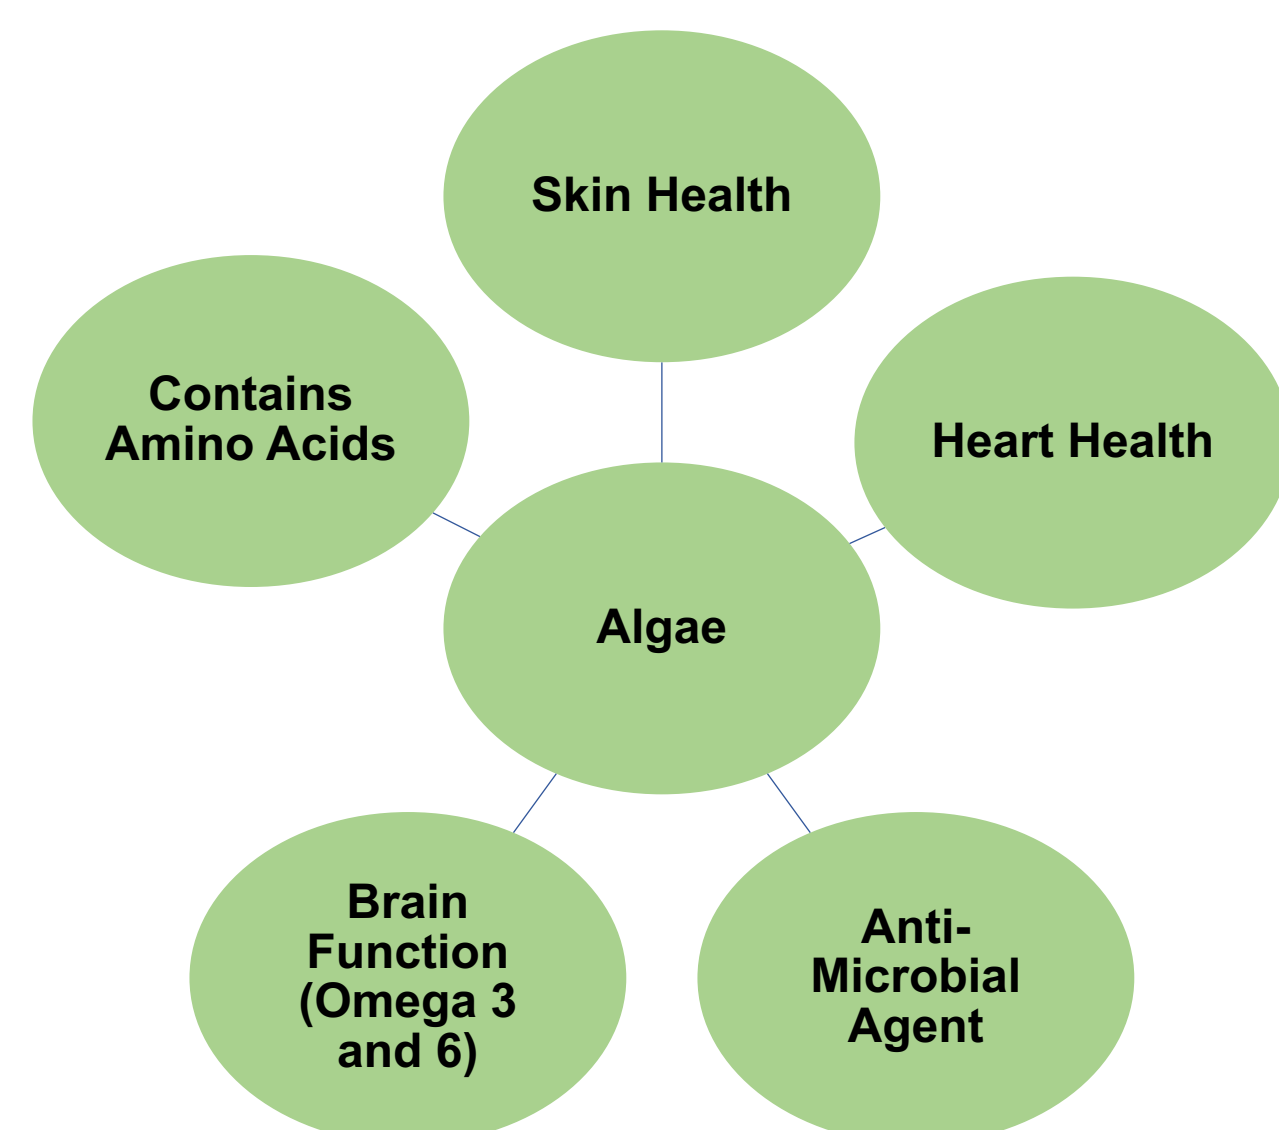 Skin Health
Contains
Amino Acids
Heart Health
Algae
Brain
Function
(Omega 3
and 6)
Anti-
Microbial
Agent